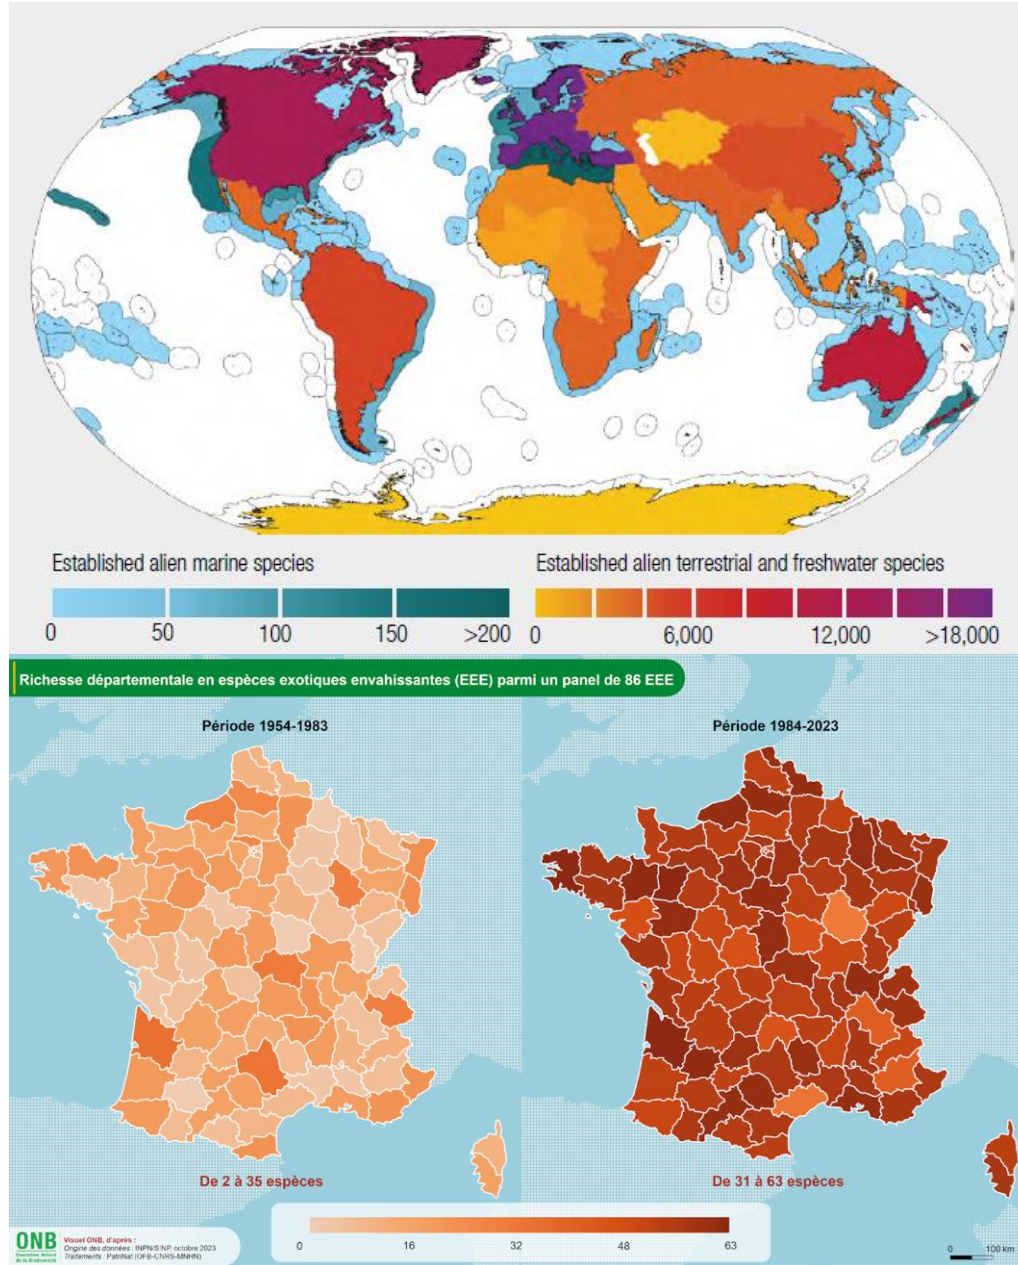 Established alien marine species
0 50 100 150 >200
Established alien terrestrial and freshwater species
0 6,000 12,000 >18,000
Richesse départementale en espèces exotiques envahissantes (EEE) parmi un panel de 86 EEE
Période 1954-1983
Période 1984-2023
De 2 à 35 espèces
De 31 à 63 espèces
0 16 32 48 63
ONB
Visuel ONB, d'après :
Origine des données : INPN/SINP, octobre 2023
Traitements : PatriNat (OFB-CNRS-MNHN)
0 100 km